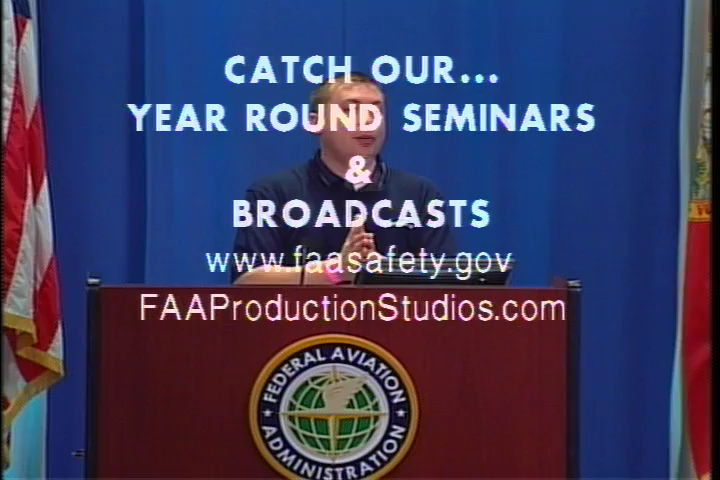 CATCH OUR...
YEAR ROUND SEMINARS
&
BROADCASTS
www.faasafety.gov
FAAProductionStudios.com
FEDERAL AVIATION
ADMINISTRATION